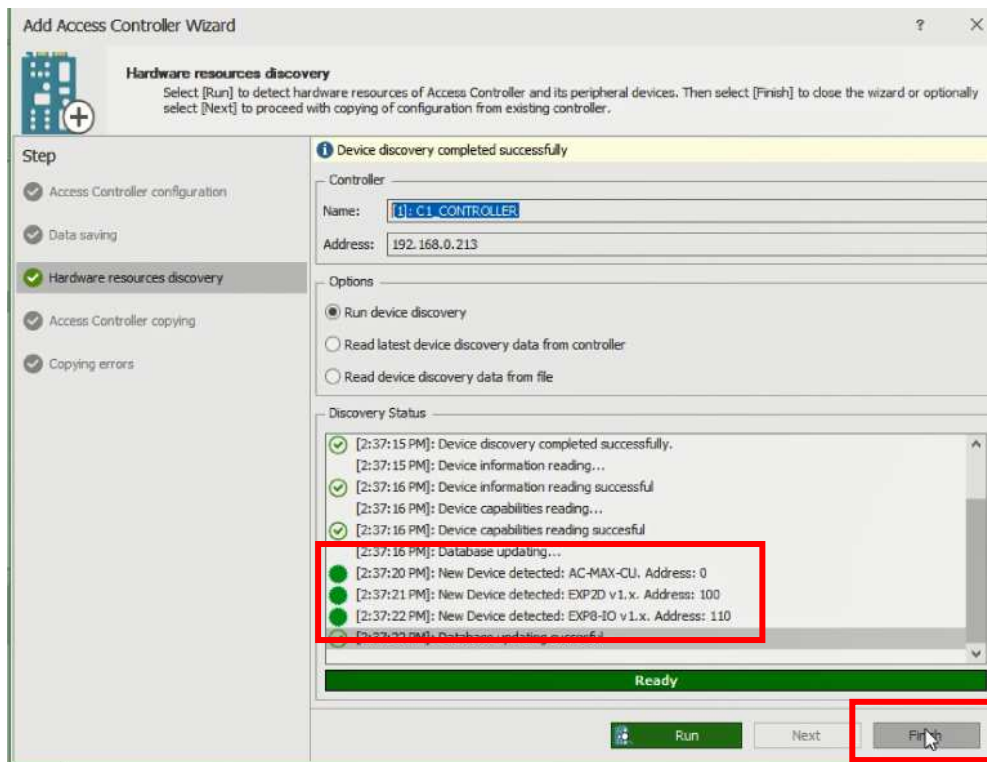 Add Access Controller Wizard
?
Hardware resources discovery
Select [Run] to detect hardware resources of Access Controller and its peripheral devices. Then select [Finish] to close the wizard or optionally
select [Next] to proceed with copying of configuration from existing controller.
Step
Access Controller configuration
Data saving
Hardware resources discovery
Access Controller copying
Copying errors
Device discovery completed successfully
Controller
Name: [1]: C1_CONTROLLER
Address: 192.168.0.213
Options
Run device discovery
Read latest device discovery data from controller
Read device discovery data from file
Discovery Status
[2:37:15 PM]: Device discovery completed successfully.
[2:37:15 PM]: Device information reading...
[2:37:16 PM]: Device information reading successful
[2:37:16 PM]: Device capabilities reading...
[2:37:16 PM]: Device capabilities reading succesful
[2:37:16 PM]: Database updating...
[2:37:20 PM]: New Device detected: AC-MAX-CU. Address: 0
[2:37:21 PM]: New Device detected: EXP2D v1.x. Address: 100
[2:37:22 PM]: New Device detected: EXP8-IO v1.x. Address: 110
[2:37:22 PM]: Database updating
Ready
Run
Next
Finish